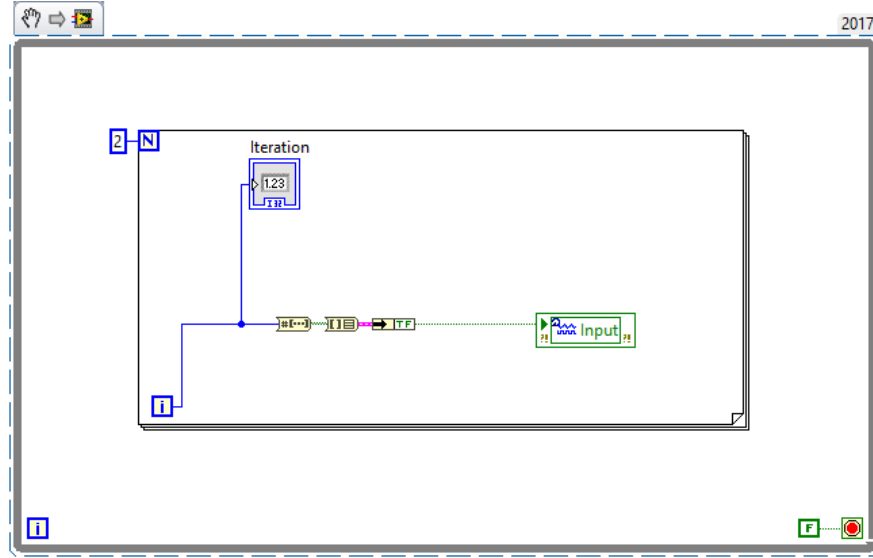 2017
2
N
Iteration
1.23
I32
#[···]
[ ]
TF
?! Input ?!
i
i
F